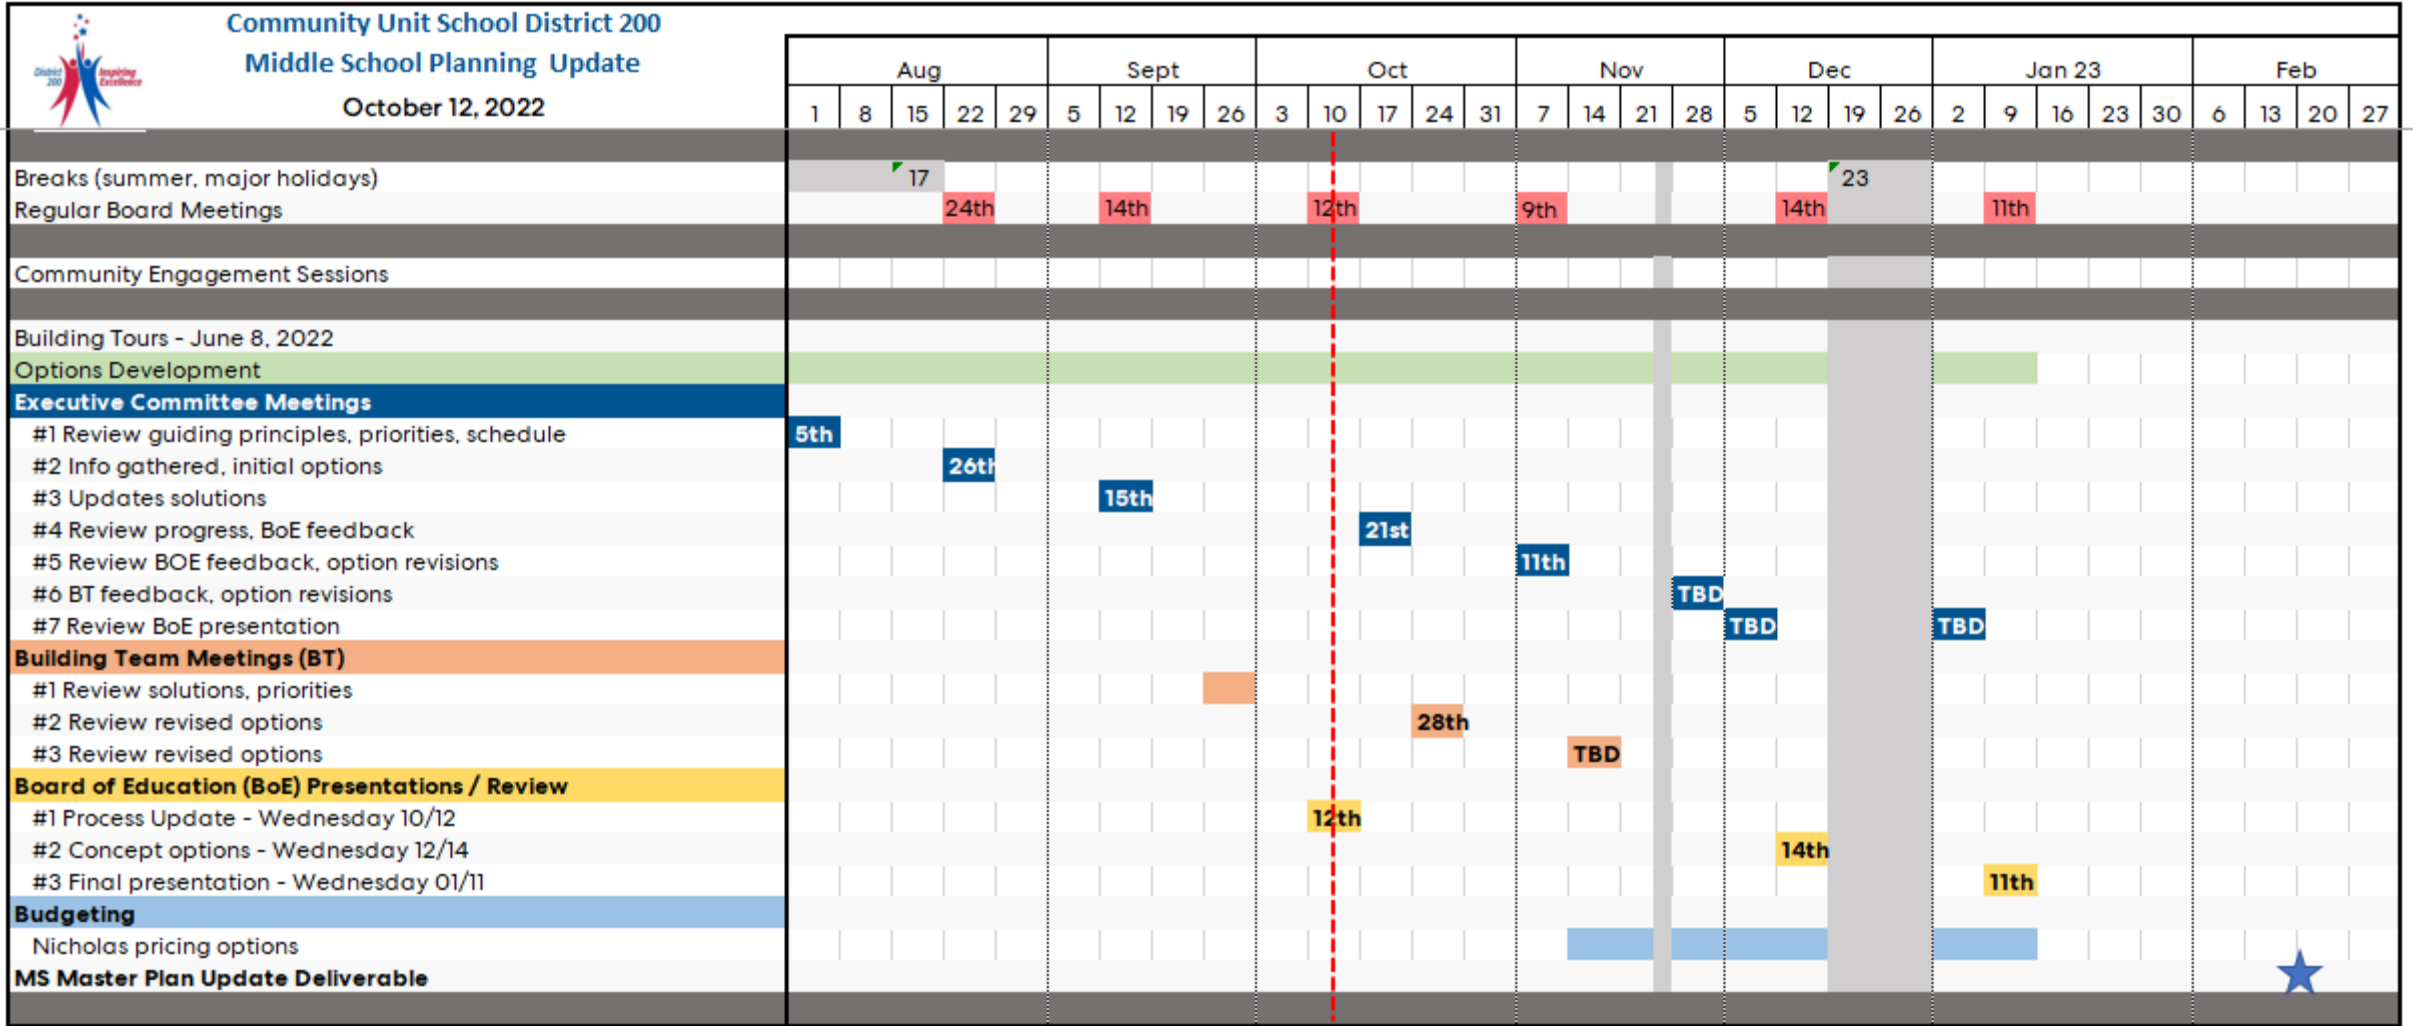 Community Unit School District 200
Middle School Planning Update
October 12, 2022
District 200 Inspiring Excellence
Aug Sept Oct Nov Dec Jan 23 Feb
1 8 15 22 29 5 12 19 26 3 10 17 24 31 7 14 21 28 5 12 19 26 2 9 16 23 30 6 13 20 27
Breaks (summer, major holidays) 17 23
Regular Board Meetings 24th 14th 12th 9th 14th 11th
Community Engagement Sessions
Building Tours - June 8, 2022
Options Development
Executive Committee Meetings
#1 Review guiding principles, priorities, schedule 5th
#2 Info gathered, initial options 26th
#3 Updates solutions 15th
#4 Review progress, BoE feedback 21st
#5 Review BOE feedback, option revisions 11th
#6 BT feedback, option revisions TBD
#7 Review BoE presentation TBD TBD
Building Team Meetings (BT)
#1 Review solutions, priorities
#2 Review revised options 28th
#3 Review revised options TBD
Board of Education (BoE) Presentations / Review
#1 Process Update - Wednesday 10/12 12th
#2 Concept options - Wednesday 12/14 14th
#3 Final presentation - Wednesday 01/11 11th
Budgeting
Nicholas pricing options
MS Master Plan Update Deliverable